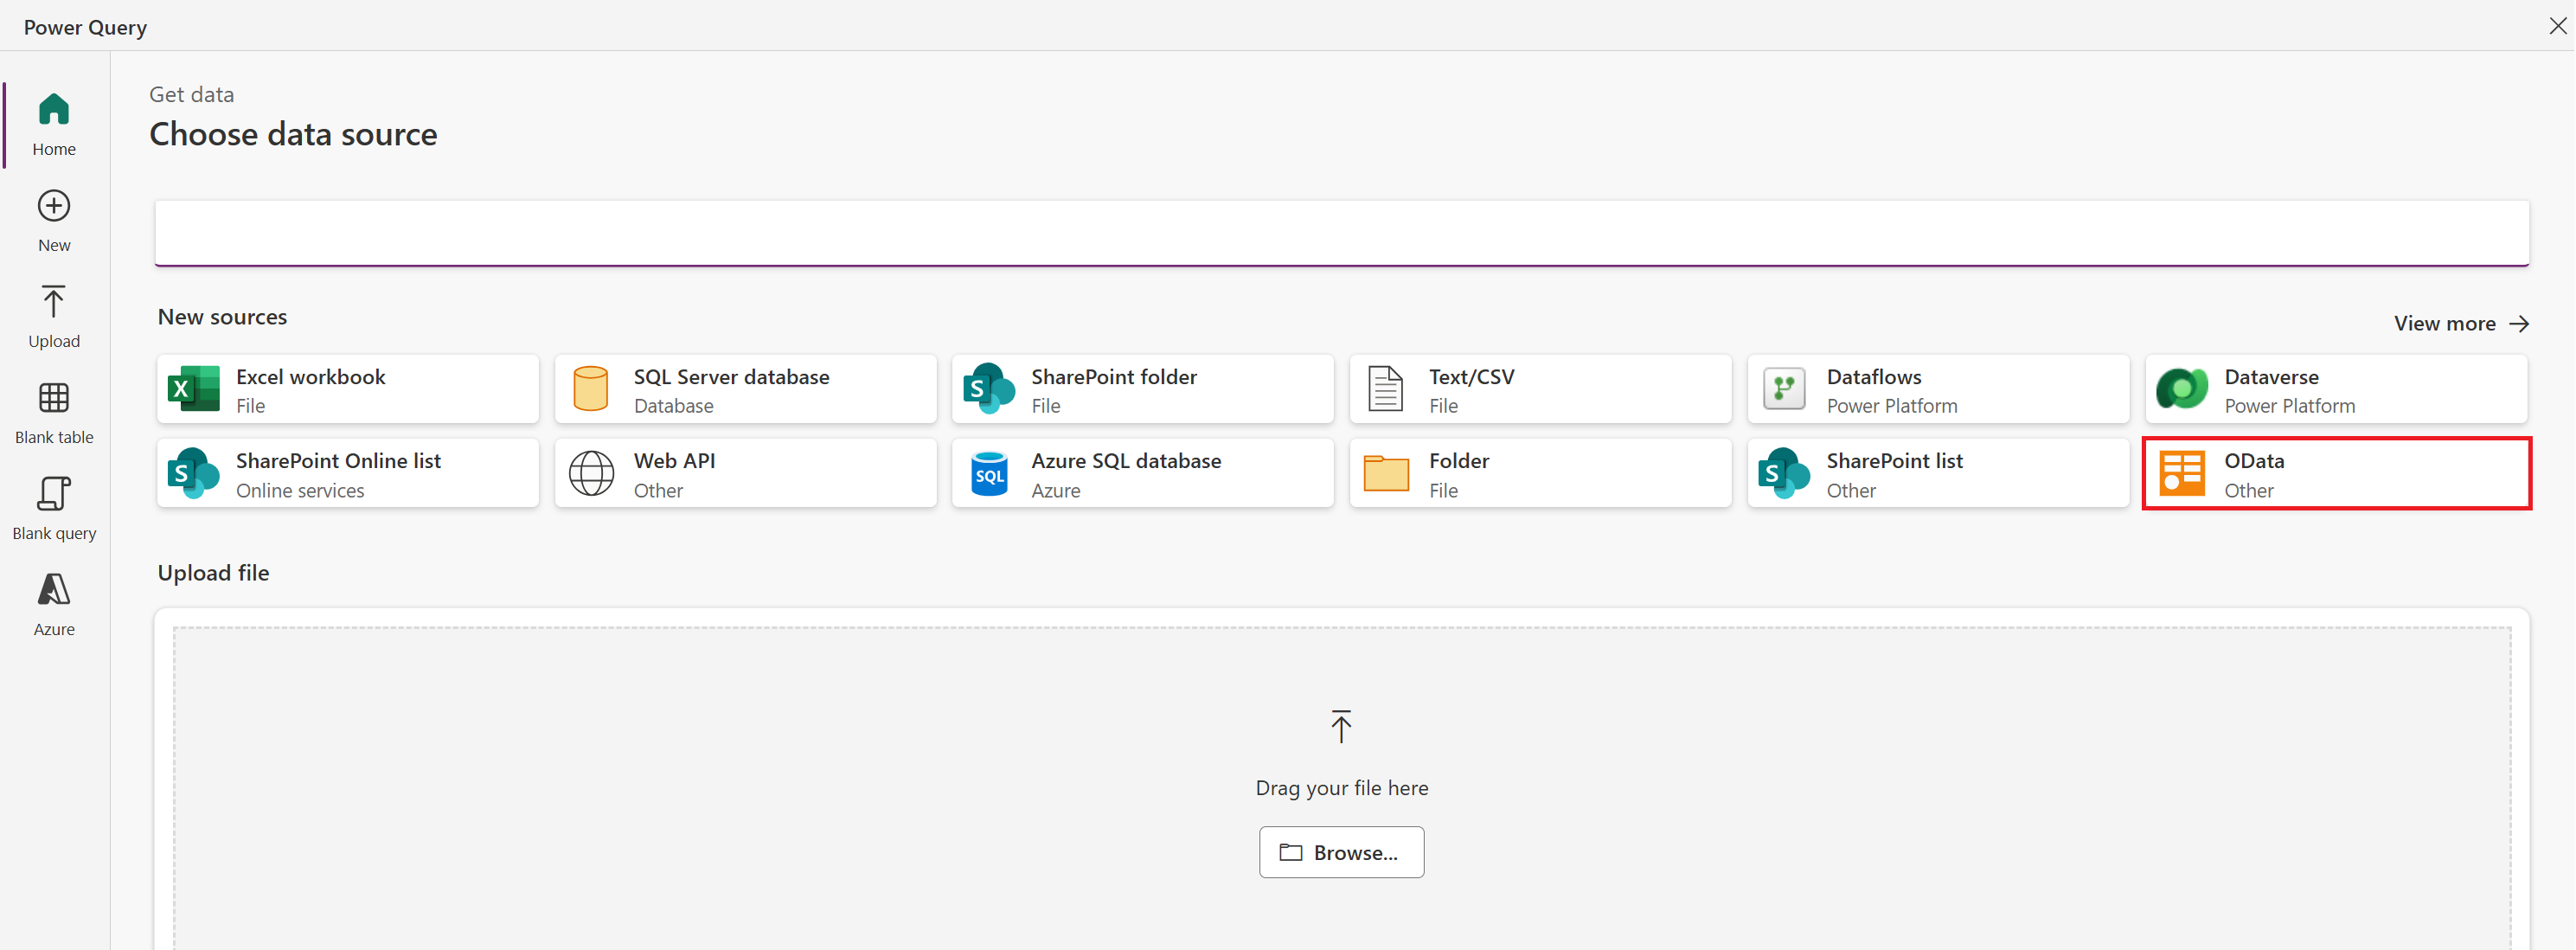 Power Query
Home
New
Upload
Blank table
Blank query
Azure
Get data
Choose data source
New sources
View more
Excel workbook
File
SQL Server database
Database
SharePoint folder
File
Text/CSV
File
Dataflows
Power Platform
Dataverse
Power Platform
SharePoint Online list
Online services
Web API
Other
SQL
Azure SQL database
Azure
Folder
File
SharePoint list
Other
OData
Other
Upload file
Drag your file here
Browse...